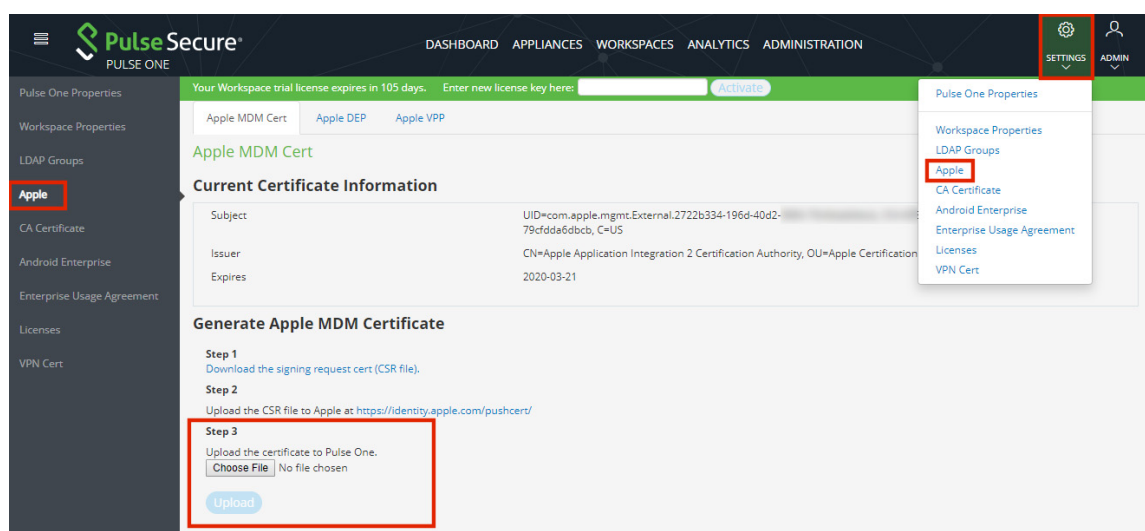 Pulse Secure®
PULSE ONE
DASHBOARD APPLIANCES WORKSPACES ANALYTICS ADMINISTRATION
SETTINGS
ADMIN
Pulse One Properties
Workspace Properties
LDAP Groups
Apple
CA Certificate
Android Enterprise
Enterprise Usage Agreement
Licenses
VPN Cert
Your Workspace trial license expires in 105 days. Enter new license key here: Activate
Apple MDM Cert Apple DEP Apple VPP
Apple MDM Cert
Current Certificate Information
Subject UID=com.apple.mgmt.External.2722b334-196d-40d2-
79cfdda6dbcb, C=US
Issuer CN=Apple Application Integration 2 Certification Authority, OU=Apple Certification
Expires 2020-03-21
Generate Apple MDM Certificate
Step 1
Download the signing request cert (CSR file).
Step 2
Upload the CSR file to Apple at https://identity.apple.com/pushcert/
Step 3
Upload the certificate to Pulse One.
Choose File No file chosen
Upload
Pulse One Properties
Workspace Properties
LDAP Groups
Apple
CA Certificate
Android Enterprise
Enterprise Usage Agreement
Licenses
VPN Cert